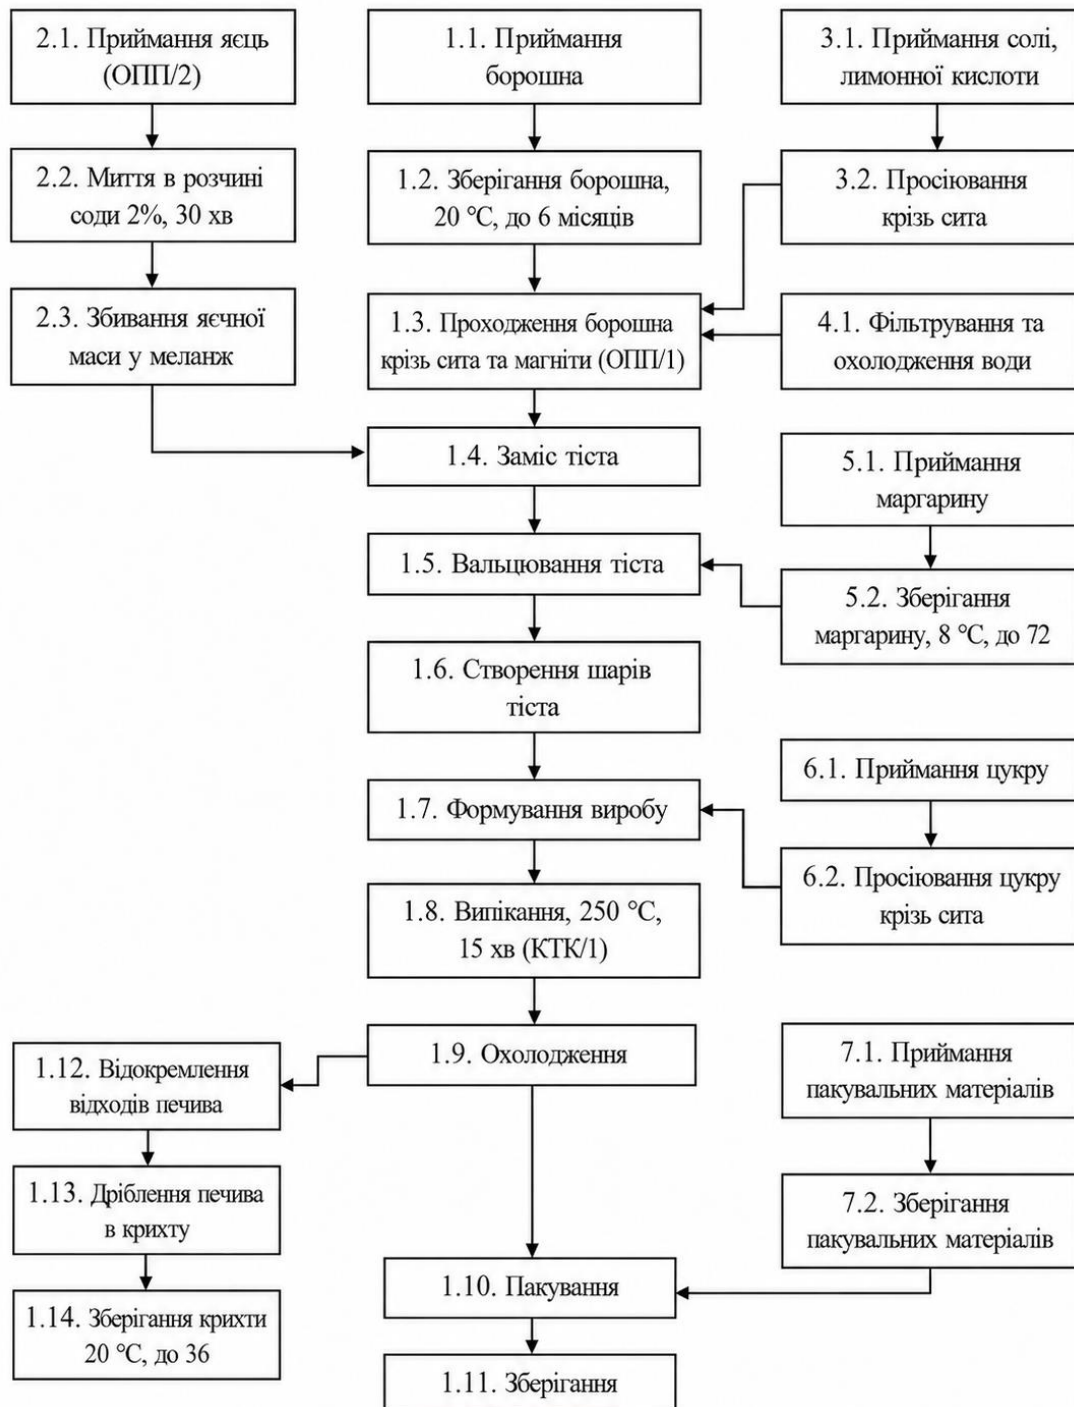 2.1. Приймання яєць
(ОПП/2)
1.1. Приймання
борошна
3.1. Приймання солі,
лимонної кислоти
2.2. Миття в розчині
соди 2%, 30 хв
1.2. Зберігання борошна,
20 °C, до 6 місяців
3.2. Просіювання
крізь сита
2.3. Збивання яєчної
маси у меланж
1.3. Проходження борошна
крізь сита та магніти (ОПП/1)
4.1. Фільтрування та
охолодження води
1.4. Заміс тіста
5.1. Приймання
маргарину
1.5. Вальцювання тіста
5.2. Зберігання
маргарину, 8 °C, до 72
1.6. Створення шарів
тіста
6.1. Приймання цукру
1.7. Формування виробу
6.2. Просіювання цукру
крізь сита
1.8. Випікання, 250 °C,
15 хв (КТК/1)
1.9. Охолодження
7.1. Приймання
пакувальних матеріалів
1.12. Відокремлення
відходів печива
1.13. Дріблення печива
в крихту
7.2. Зберігання
пакувальних матеріалів
1.10. Пакування
1.14. Зберігання крихти
20 °C, до 36
1.11. Зберігання